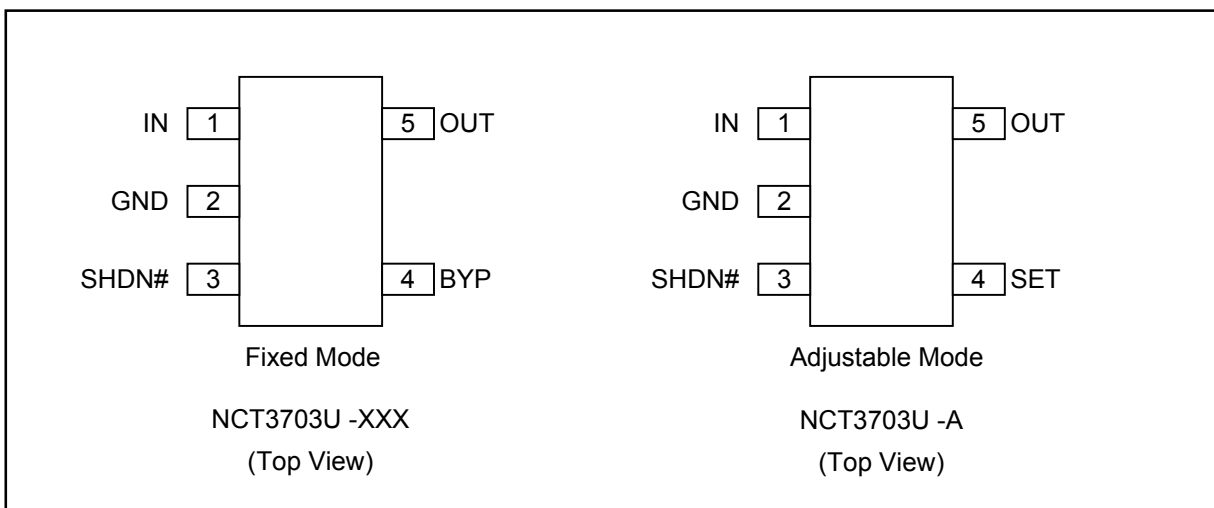 IN 1 5 OUT
GND 2
SHDN# 3 4 BYP
Fixed Mode
NCT3703U -XXX
(Top View)
IN 1 5 OUT
GND 2
SHDN# 3 4 SET
Adjustable Mode
NCT3703U -A
(Top View)